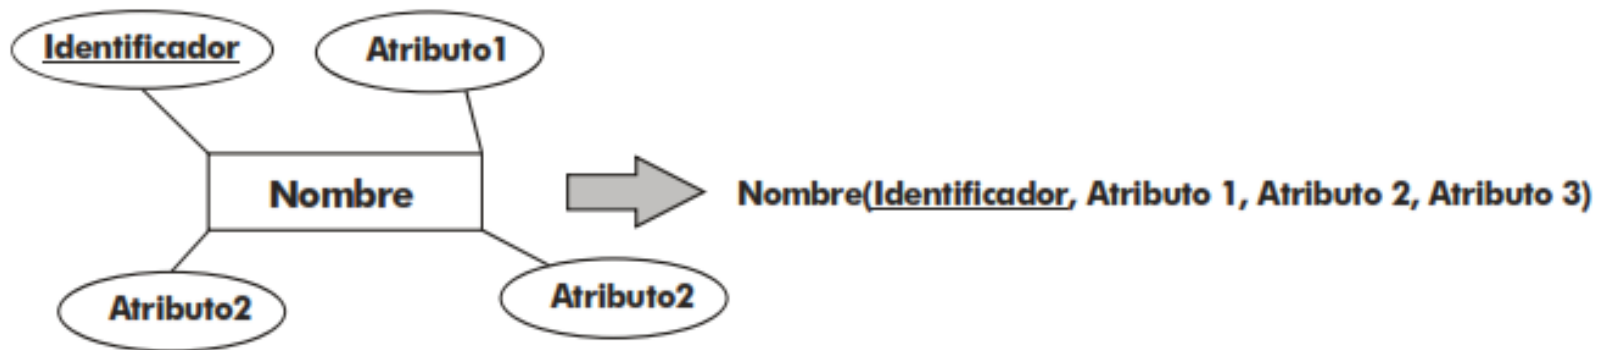 Identificador
Atributo1
Nombre
Nombre(Identificador, Atributo 1, Atributo 2, Atributo 3)
Atributo2
Atributo2